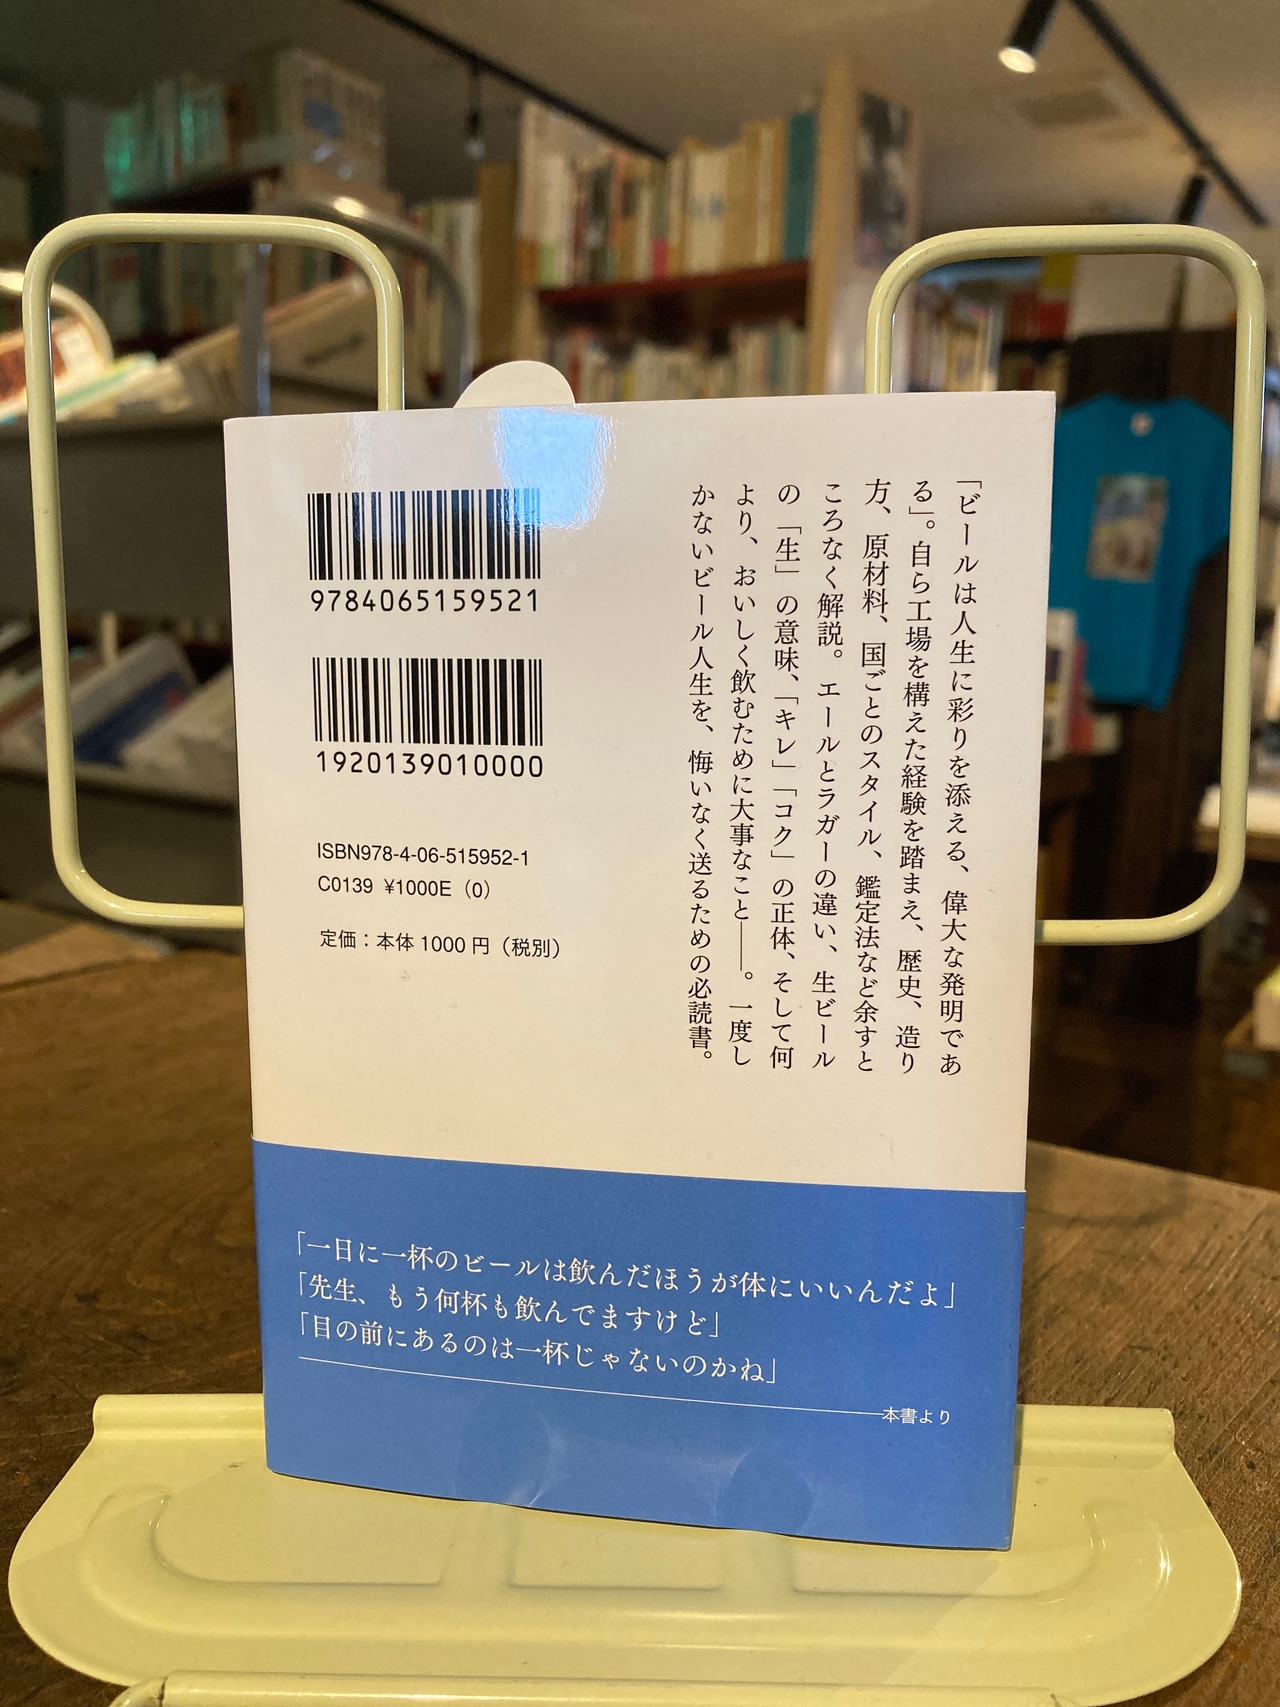 「ビールは人生に彩りを添える、偉大な発明であ
る」。自ら工場を構えた経験を踏まえ、歴史、造り
方、原材料、国ごとのスタイル、鑑定法など余すと
ころなく解説。エールとラガーの違い、生ビール
の「生」の意味、「キレ」「コク」の正体、そして何
より、おいしく飲むために大事なこと――。一度し
かないビール人生を、悔いなく送るための必読書。
9784065159521
1920139010000
ISBN978-4-06-515952-1
C0139 ¥1000E (0)
定価：本体1000円（税別）
「一日に一杯のビールは飲んだほうが体にいいんだよ」
「先生、もう何杯も飲んでますけど」
「目の前にあるのは一杯じゃないのかね」
――本書より